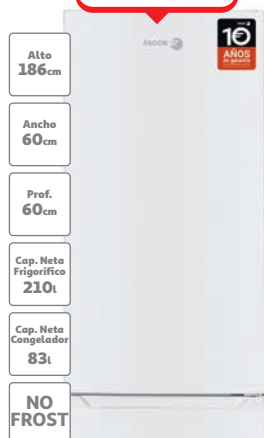 FAGOR
10
AÑOS
de garantía
Alto
186cm
Ancho
60cm
Prof.
60cm
Cap. Neta
Frigorífico
210l
Cap. Neta
Congelador
83l
NO
FROST